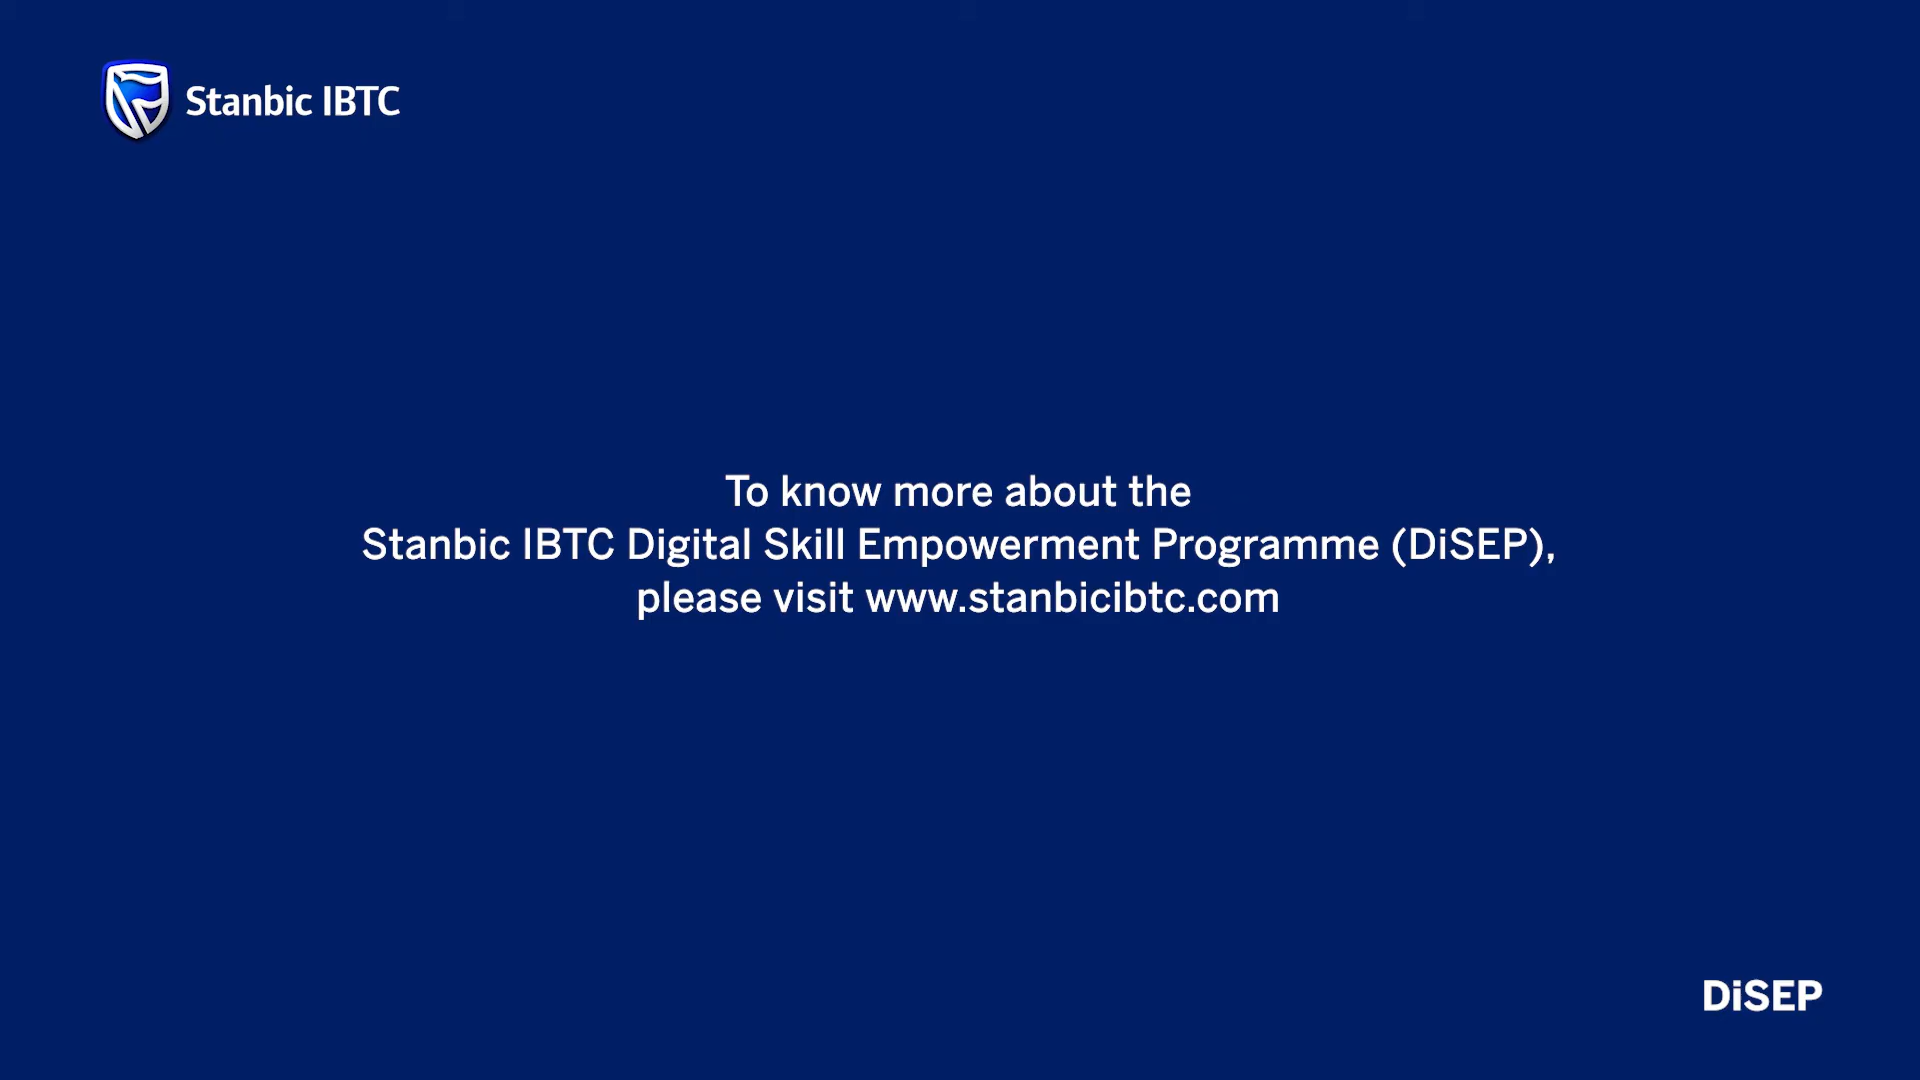 Stanbic IBTC
To know more about the
Stanbic IBTC Digital Skill Empowerment Programme (DiSEP),
please visit www.stanbicibtc.com
DiSEP